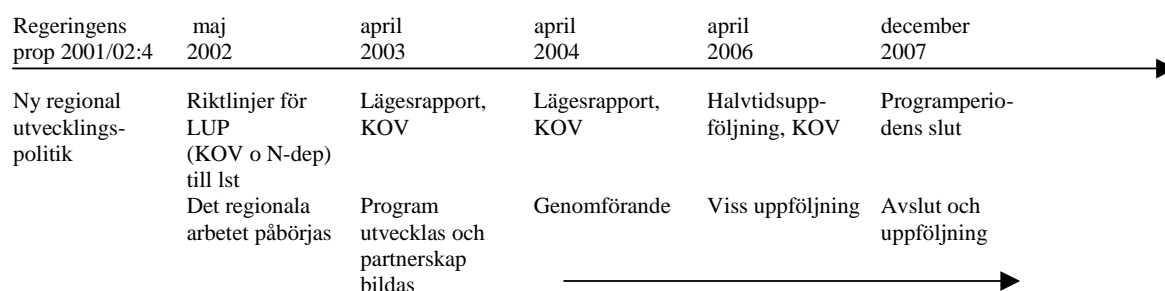 Regeringens
prop 2001/02:4
maj
2002
april
2003
april
2004
april
2006
december
2007
Ny regional
utvecklings-
politik
Riktlinjer för
LUP
(KOV o N-dep)
till lst
Lägesrapport,
KOV
Lägesrapport,
KOV
Halvtidsupp-
följning, KOV
Programperio-
dens slut
Det regionala
arbetet påbörjas
Program
utvecklas och
partnerskap
bildas
Genomförande
Viss uppföljning
Avslut och
uppföljning